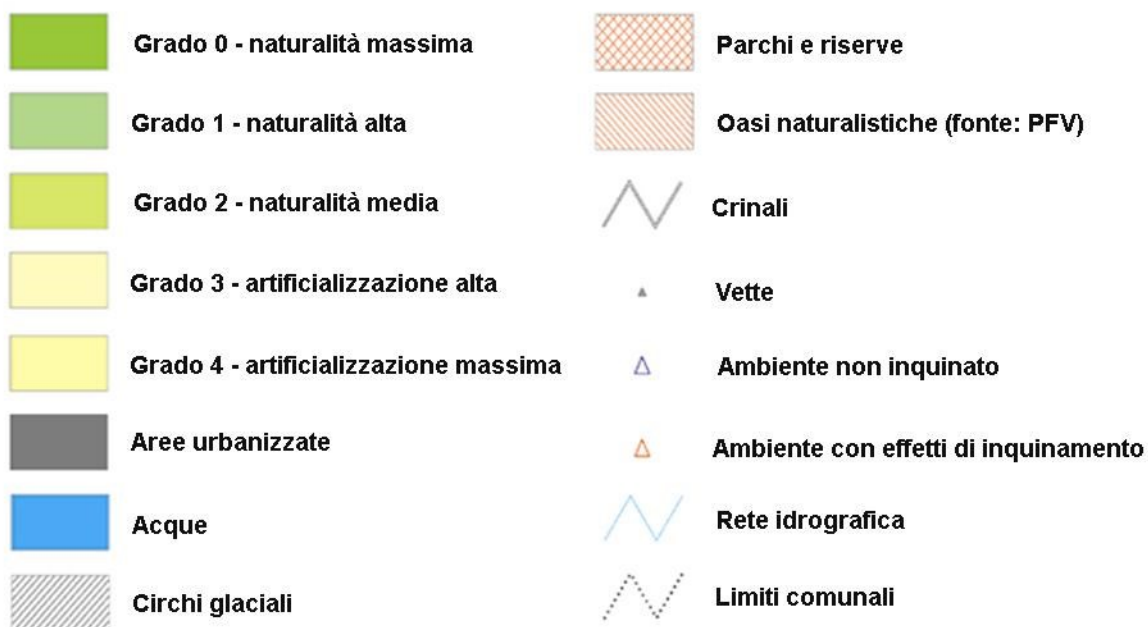 Grado 0 - naturalità massima
Grado 1 - naturalità alta
Grado 2 - naturalità media
Grado 3 - artificializzazione alta
Grado 4 - artificializzazione massima
Aree urbanizzate
Acque
Circhi glaciali
Parchi e riserve
Oasi naturalistiche (fonte: PFV)
Crinali
Vette
Ambiente non inquinato
Ambiente con effetti di inquinamento
Rete idrografica
Limiti comunali